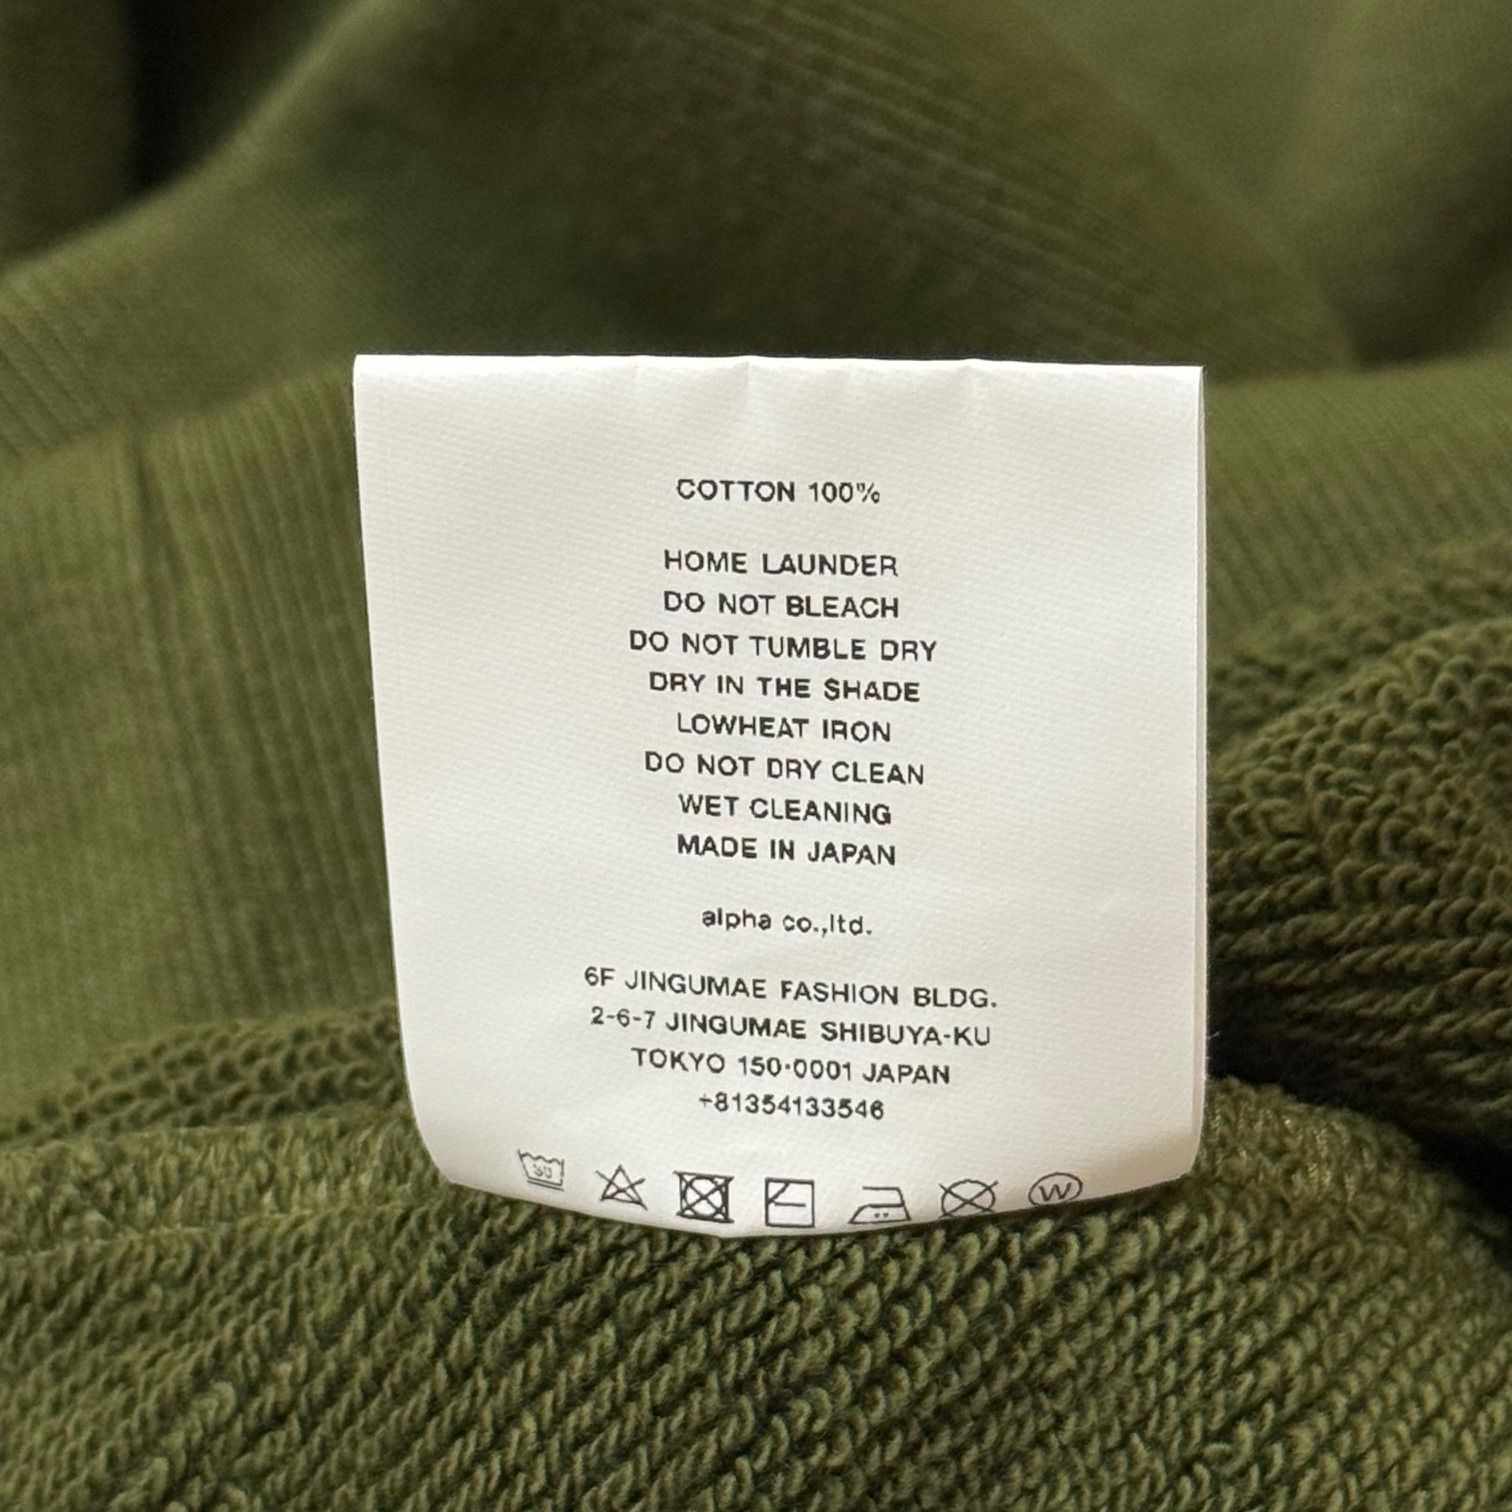 COTTON 100%
HOME LAUNDER
DO NOT BLEACH
DO NOT TUMBLE DRY
DRY IN THE SHADE
LOWHEAT IRON
DO NOT DRY CLEAN
WET CLEANING
MADE IN JAPAN
alpha co.,ltd.
6F JINGUMAE FASHION BLDG.
2-6-7 JINGUMAE SHIBUYA-KU
TOKYO 150-0001 JAPAN
+81354133546
W